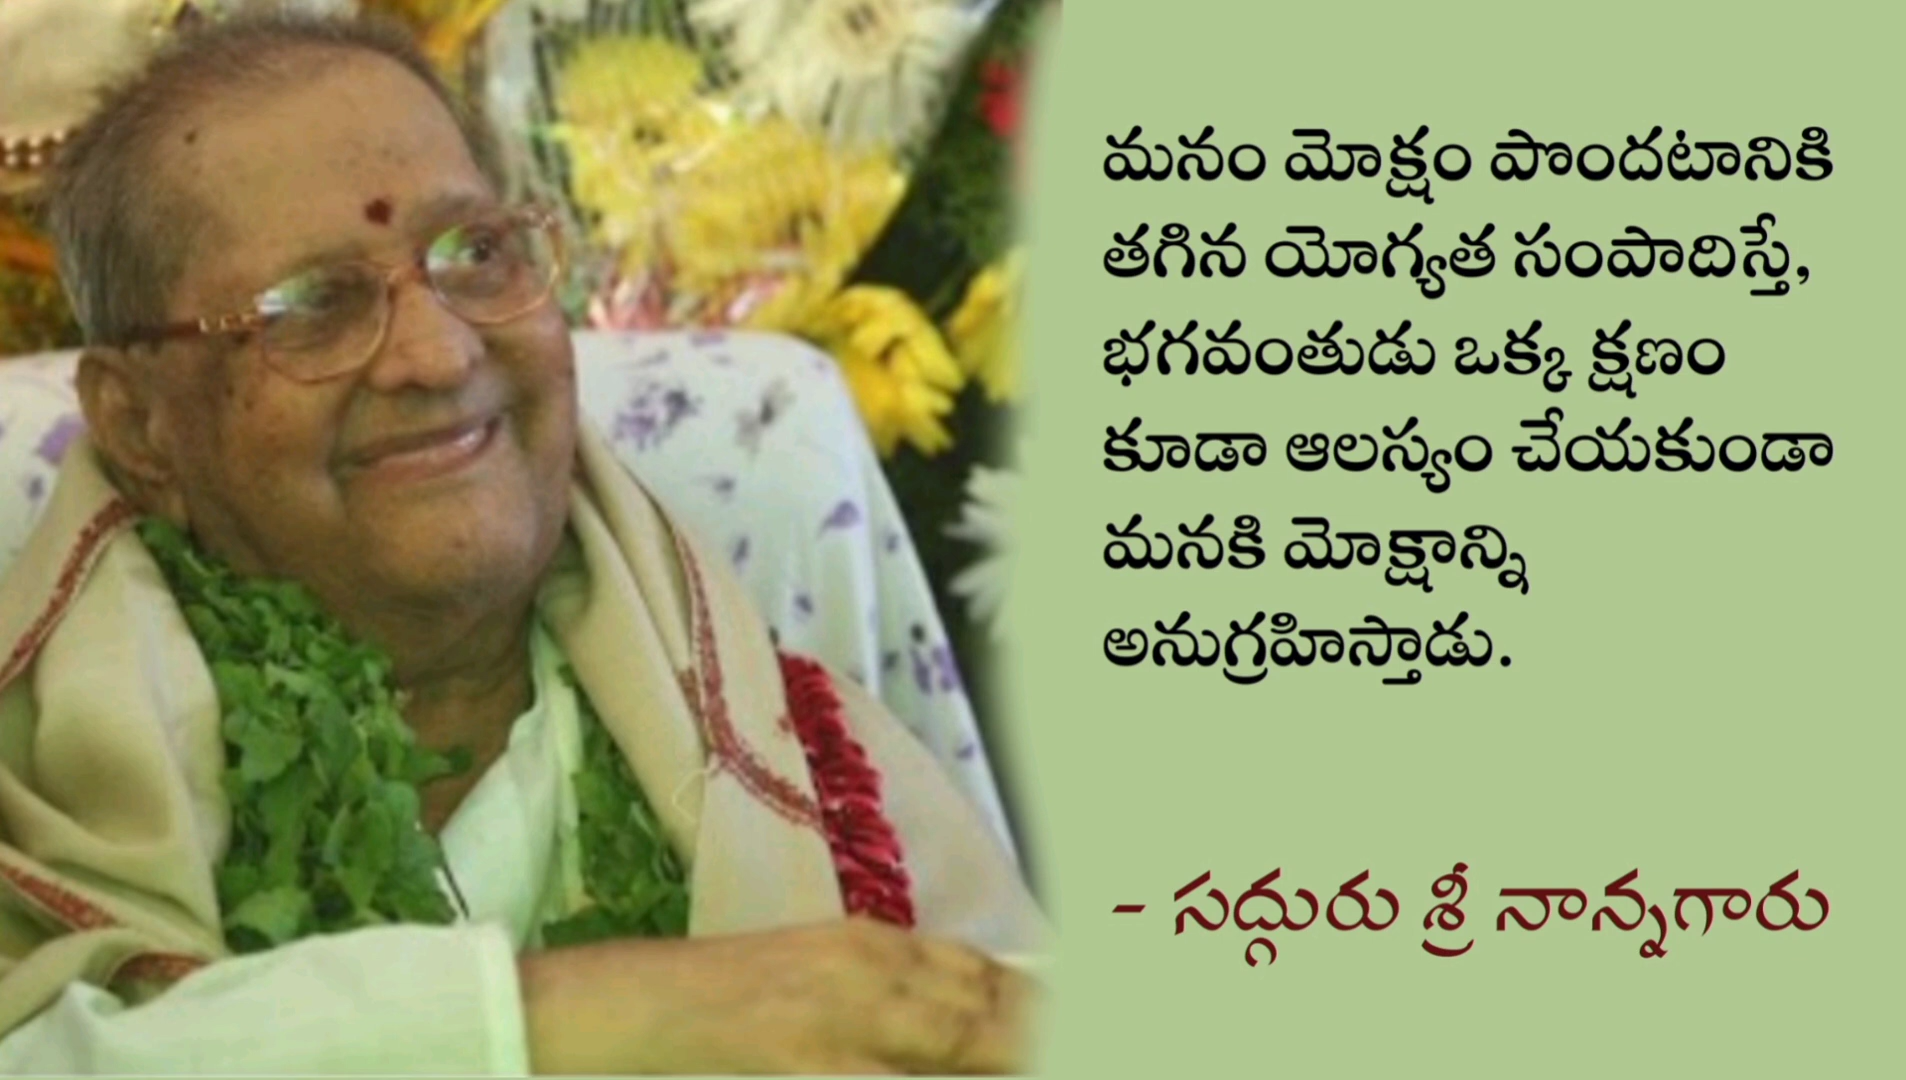 మనం మోక్షం పొందటానికి
తగిన యోగ్యత సంపాదిస్తే,
భగవంతుడు ఒక్క క్షణం
కూడా ఆలస్యం చేయకుండా
మనకి మోక్షాన్ని
అనుగ్రహిస్తాడు.
- సద్గురు శ్రీ నాన్నగారు